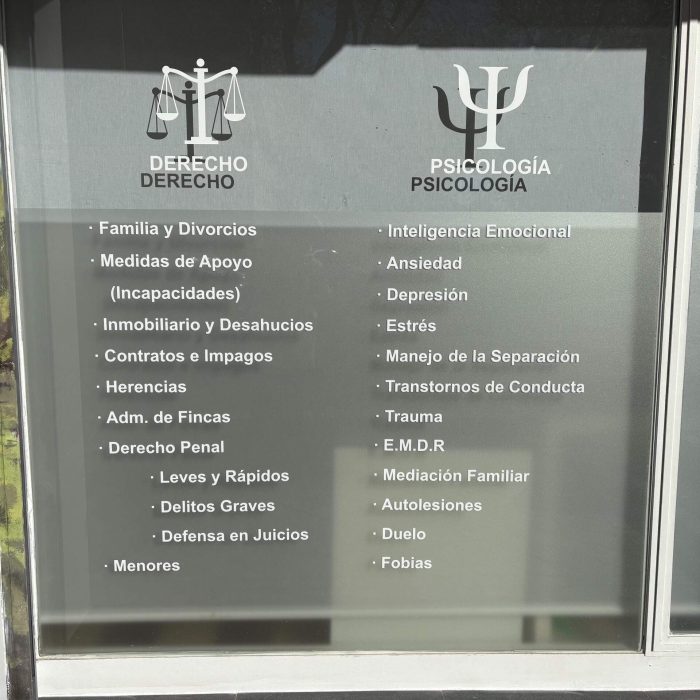 DERECHO
· Familia y Divorcios
· Medidas de Apoyo
(Incapacidades)
· Inmobiliario y Desahucios
· Contratos e Impagos
· Herencias
· Adm. de Fincas
· Derecho Penal
· Leves y Rápidos
· Delitos Graves
· Defensa en Juicios
· Menores
PSICOLOGÍA
· Inteligencia Emocional
· Ansiedad
· Depresión
· Estrés
· Manejo de la Separación
· Transtornos de Conducta
· Trauma
· E.M.D.R
· Mediación Familiar
· Autolesiones
· Duelo
· Fobias